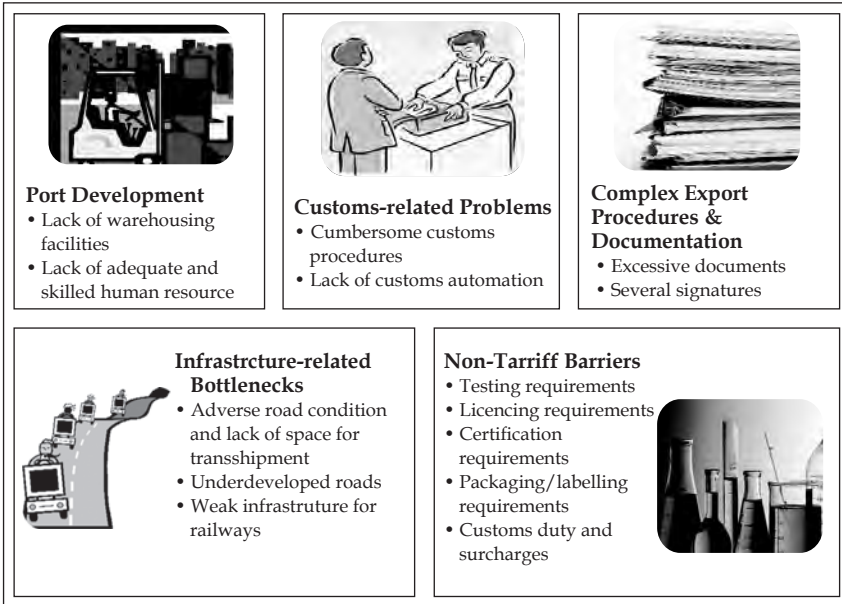 Port Development
• Lack of warehousing
facilities
• Lack of adequate and
skilled human resource
Customs-related Problems
• Cumbersome customs
procedures
• Lack of customs automation
Complex Export
Procedures &
Documentation
• Excessive documents
• Several signatures
Infrastrcture-related
Bottlenecks
• Adverse road condition
and lack of space for
transshipment
• Underdeveloped roads
• Weak infrastruture for
railways
Non-Tarriff Barriers
• Testing requirements
• Licencing requirements
• Certification
requirements
• Packaging/labelling
requirements
• Customs duty and
surcharges